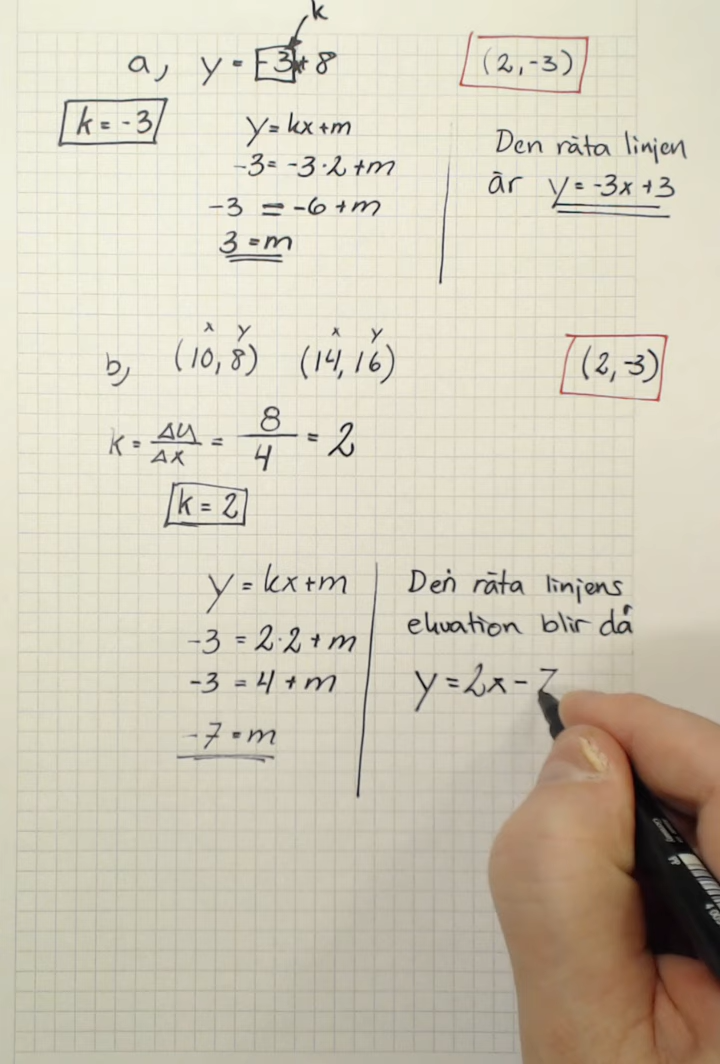 k
a, y = -3x + 8 (2, -3)
k = -3
y = kx + m
-3 = -3 · 2 + m
-3 = -6 + m
3 = m
Den räta linjen
är y = -3x + 3
x y x y
b, (10, 8) (14, 16) (2, -3)
k = Δy/Δx = 8/4 = 2
k = 2
y = kx + m
-3 = 2 · 2 + m
-3 = 4 + m
-7 = m
Den räta linjens
ekvation blir då
y = 2x - 7